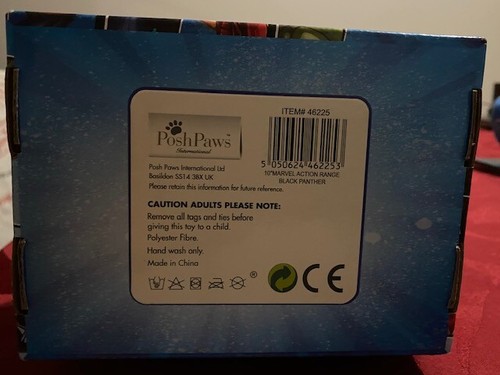 ITEM# 46225
PoshPaws™
International
5 050624 462253
10"MARVEL ACTION RANGE
BLACK PANTHER
Posh Paws International Ltd
Basildon SS14 3BX UK
Please retain this information for future reference.
CAUTION ADULTS PLEASE NOTE:
Remove all tags and ties before
giving this toy to a child.
Polyester Fibre.
Hand wash only.
Made in China
®
CE